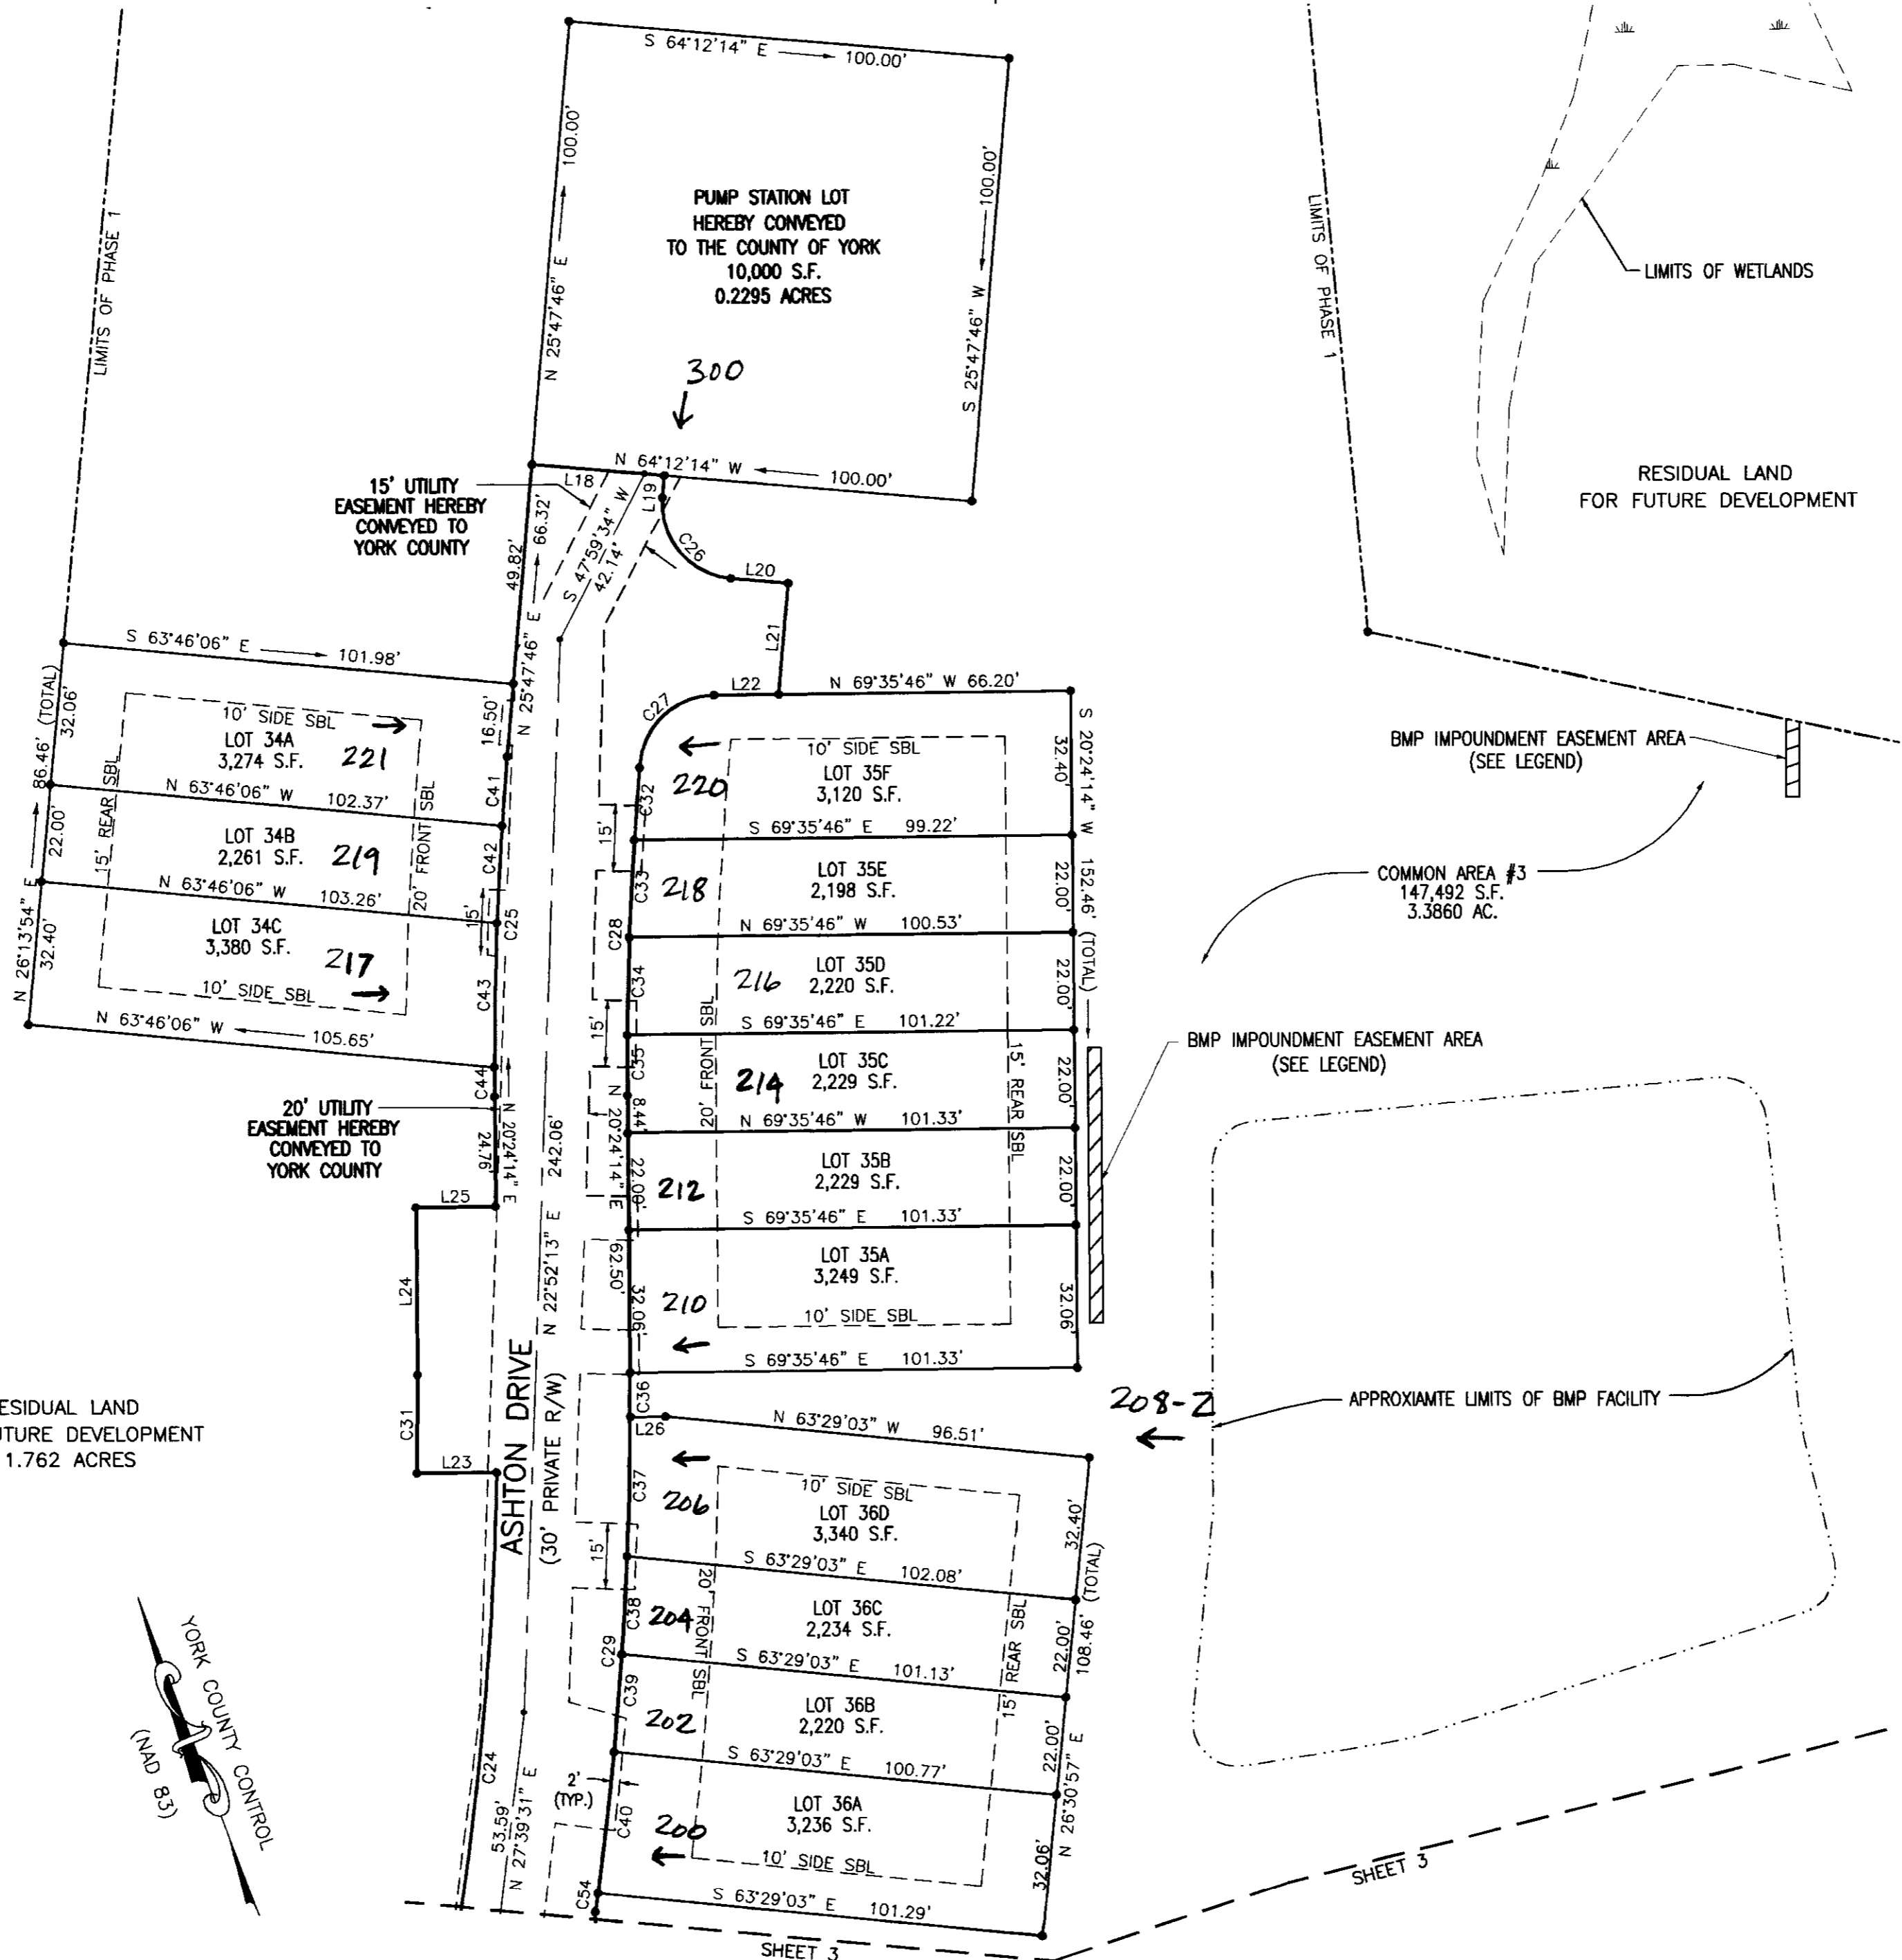 S 64°12'14" E 100.00'
N 25°47'46" E 100.00'
S 25°47'46" W 100.00'
PUMP STATION LOT
HEREBY CONVEYED
TO THE COUNTY OF YORK
10,000 S.F.
0.2295 ACRES
300
N 64°12'14" W 100.00'
LIMITS OF PHASE 1
LIMITS OF PHASE 1
LIMITS OF WETLANDS
RESIDUAL LAND
FOR FUTURE DEVELOPMENT
15' UTILITY
EASEMENT HEREBY
CONVEYED TO
YORK COUNTY
L18
L19
S 47°59'34" W
42.14'
C26
L20
L21
L22
C27
49.82'
N 25°47'46" E 66.32'
16.50'
S 63°46'06" E 101.98'
86.46' (TOTAL)
32.06'
10' SIDE SBL
LOT 34A
3,274 S.F. 221
N 63°46'06" W 102.37'
C41
15' REAR SBL
20' FRONT SBL
22.00'
LOT 34B
2,261 S.F. 219
C42
N 63°46'06" W 103.26'
15'
C25
N 26°13'54" E
32.40'
LOT 34C
3,380 S.F.
217
10' SIDE SBL
C43
N 63°46'06" W 105.65'
C44
20' UTILITY
EASEMENT HEREBY
CONVEYED TO
YORK COUNTY
24.76'
N 20°24'14" E
L25
L24
C31
L23
N 69°35'46" W 66.20'
S 20°24'14" W 152.46' (TOTAL)
32.40'
10' SIDE SBL
LOT 35F
3,120 S.F.
220
C32
15'
S 69°35'46" E 99.22'
C33
LOT 35E
2,198 S.F.
218
22.00'
C28
N 69°35'46" W 100.53'
C34
LOT 35D
2,220 S.F.
216
22.00'
15'
S 69°35'46" E 101.22'
C35
20' FRONT SBL
15' REAR SBL
LOT 35C
2,229 S.F.
214
22.00'
8.44'
N 69°35'46" W 101.33'
N 20°24'14" E
62.50'
LOT 35B
2,229 S.F.
212
22.00'
22.00'
S 69°35'46" E 101.33'
LOT 35A
3,249 S.F.
210
32.06'
32.06'
10' SIDE SBL
S 69°35'46" E 101.33'
BMP IMPOUNDMENT EASEMENT AREA
(SEE LEGEND)
COMMON AREA #3
147,492 S.F.
3.3860 AC.
BMP IMPOUNDMENT EASEMENT AREA
(SEE LEGEND)
APPROXIAMTE LIMITS OF BMP FACILITY
208-Z
ESIDUAL LAND
UTURE DEVELOPMENT
1.762 ACRES
ASHTON DRIVE
(30' PRIVATE R/W)
N 22°52'13" E 242.06'
C36
L26
N 63°29'03" W 96.51'
C37
10' SIDE SBL
206
LOT 36D
3,340 S.F.
32.40'
15'
S 63°29'03" E 102.08'
(TOTAL)
108.46'
C38
20' FRONT SBL
15' REAR SBL
204
LOT 36C
2,234 S.F.
22.00'
C29
S 63°29'03" E 101.13'
C39
202
LOT 36B
2,220 S.F.
22.00'
S 63°29'03" E 100.77'
N 26°30'57" E
2'
(TYP.)
C40
200
LOT 36A
3,236 S.F.
32.06'
10' SIDE SBL
C54
S 63°29'03" E 101.29'
C24
53.59'
N 27°39'31" E
YORK COUNTY CONTROL
(NAD 83)
SHEET 3
SHEET 3